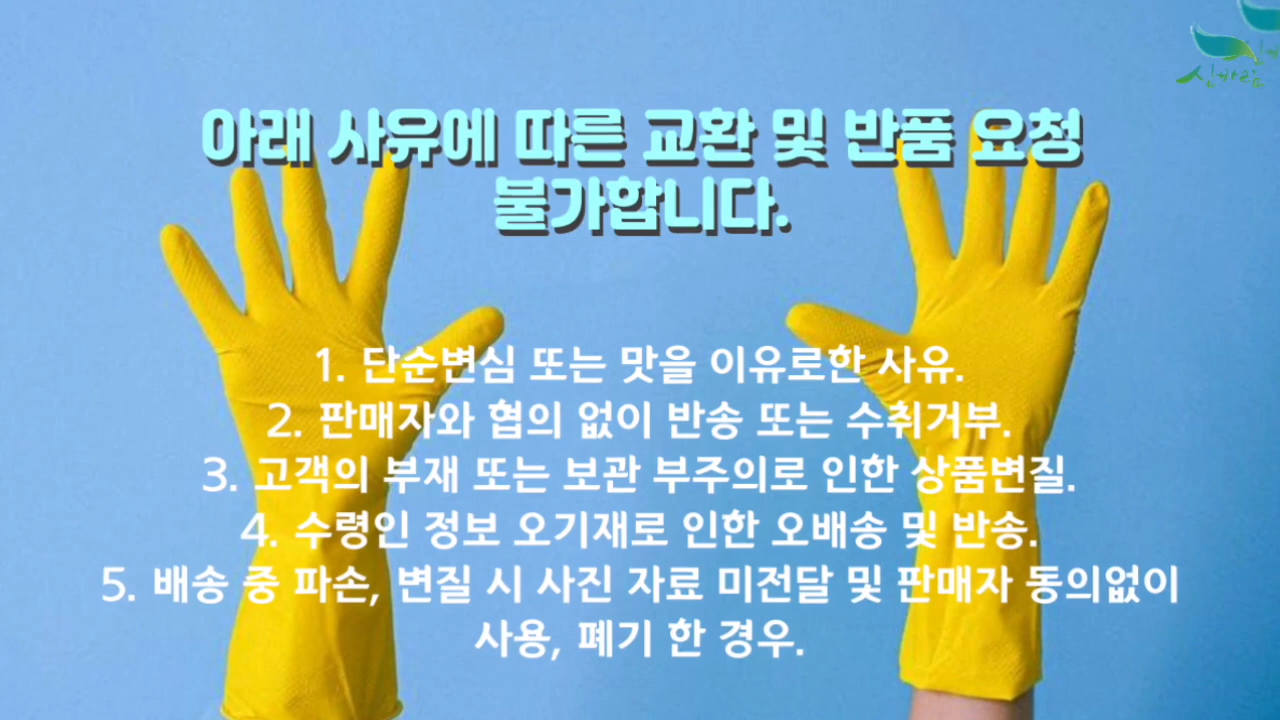 아래 사유에 따른 교환 및 반품 요청
불가합니다.
1. 단순변심 또는 맛을 이유로한 사유.
2. 판매자와 협의 없이 반송 또는 수취거부.
3. 고객의 부재 또는 보관 부주의로 인한 상품변질.
4. 수령인 정보 오기재로 인한 오배송 및 반송.
5. 배송 중 파손, 변질 시 사진 자료 미전달 및 판매자 동의없이
사용, 폐기 한 경우.